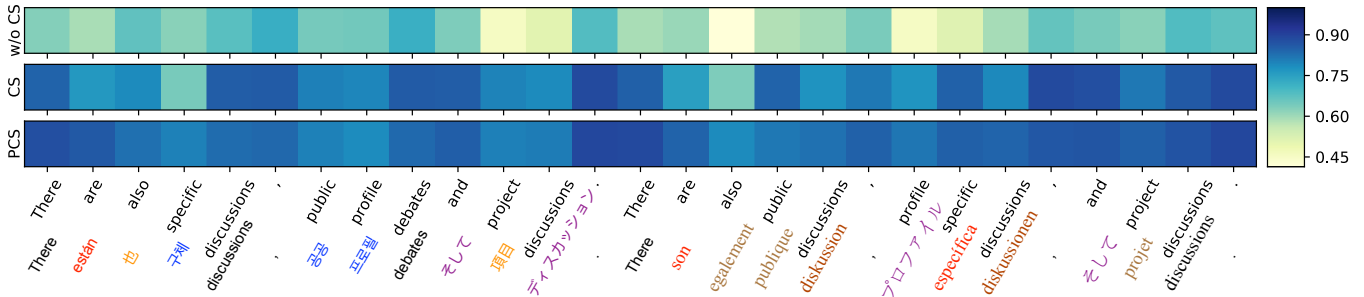 w/o CS
CS
PCS
0.90
0.75
0.60
0.45
There are also specific discussions , public profile debates and project discussions . There are also public discussions , profile specific discussions , and project discussions .
There están 也 구체 discussions , 공공 프로필 debates そして 項目 ディスカッション . There son egalement publique diskussion , プロファイル especifica diskussionen , そして projet discussions .